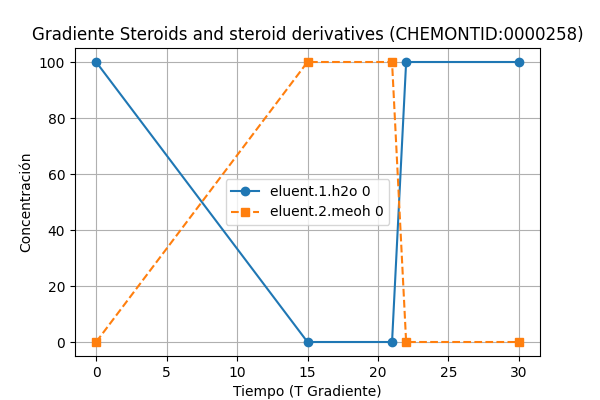 Gradiente Steroids and steroid derivatives (CHEMONTID:0000258)
100
80
60
40
20
0
Concentración
eluent.1.h2o 0
eluent.2.meoh 0
0 5 10 15 20 25 30
Tiempo (T Gradiente)